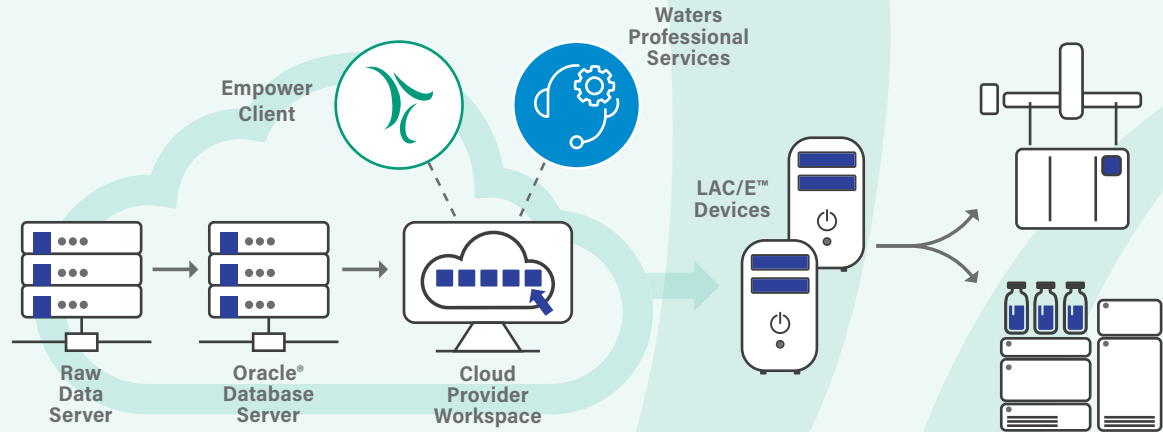 Waters
Professional
Services
Empower
Client
LAC/E™
Devices
Raw
Data
Server
Oracle®
Database
Server
Cloud
Provider
Workspace